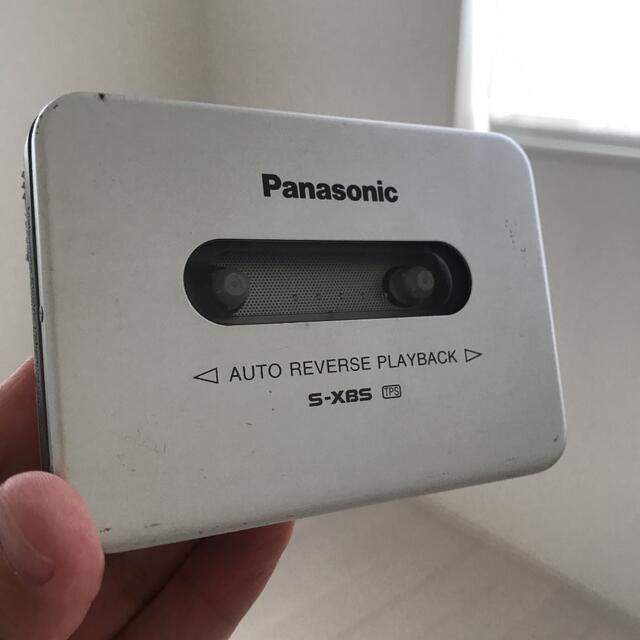 Panasonic
◁ AUTO REVERSE PLAYBACK ▷
S-XBS TPS